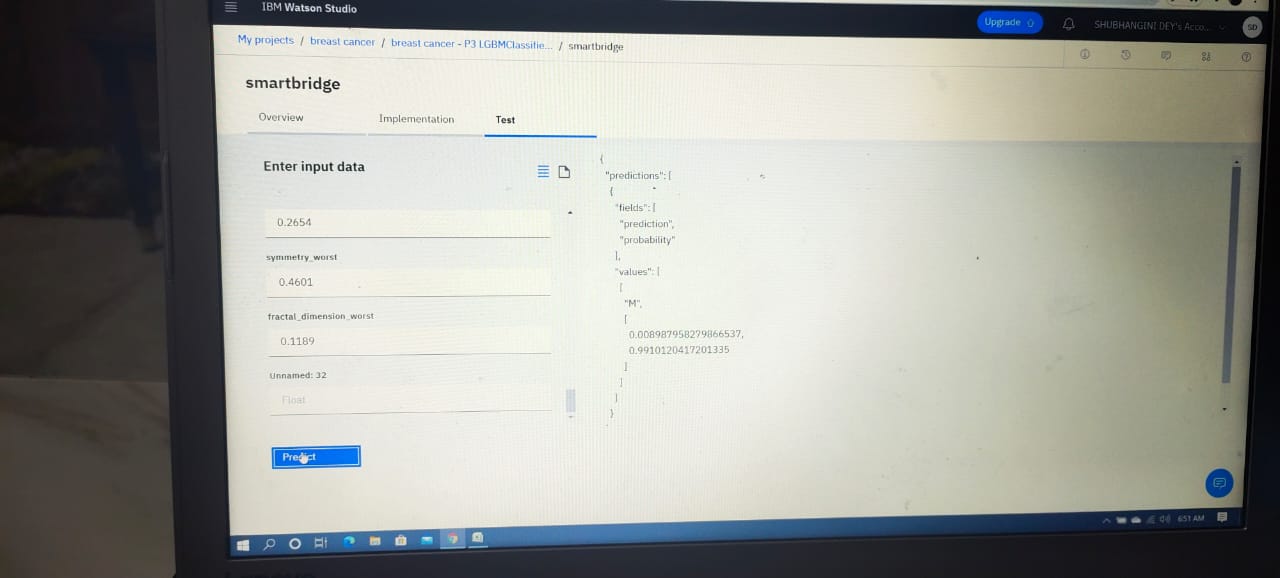 IBM Watson Studio
Upgrade
SHUBHANGINI DEY's Acco...
SD
My projects / breast cancer / breast cancer - P3 LGBMClassifie... / smartbridge
smartbridge
Overview
Implementation
Test
Enter input data
0.2654
symmetry_worst
0.4601
fractal_dimension_worst
0.1189
Unnamed: 32
Float
Predict
{
"predictions": [
{
"fields": [
"prediction",
"probability"
],
"values": [
[
"M",
[
0.008987958279866537,
0.9910120417201335
]
]
]
}
6:51 AM